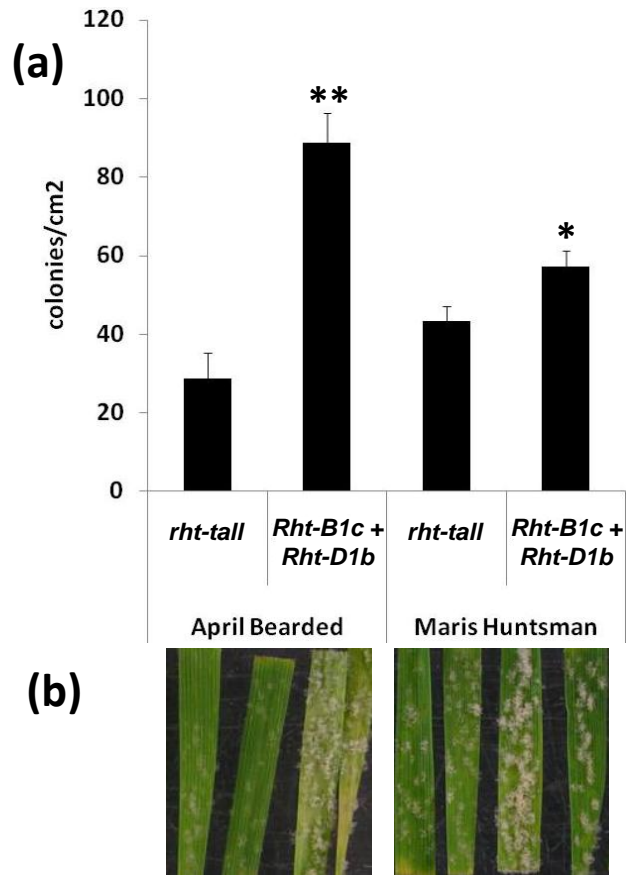 (a)
colonies/cm2
120
100
80
60
40
20
0
**
*
rht-tall
Rht-B1c +
Rht-D1b
rht-tall
Rht-B1c +
Rht-D1b
April Bearded
Maris Huntsman
(b)